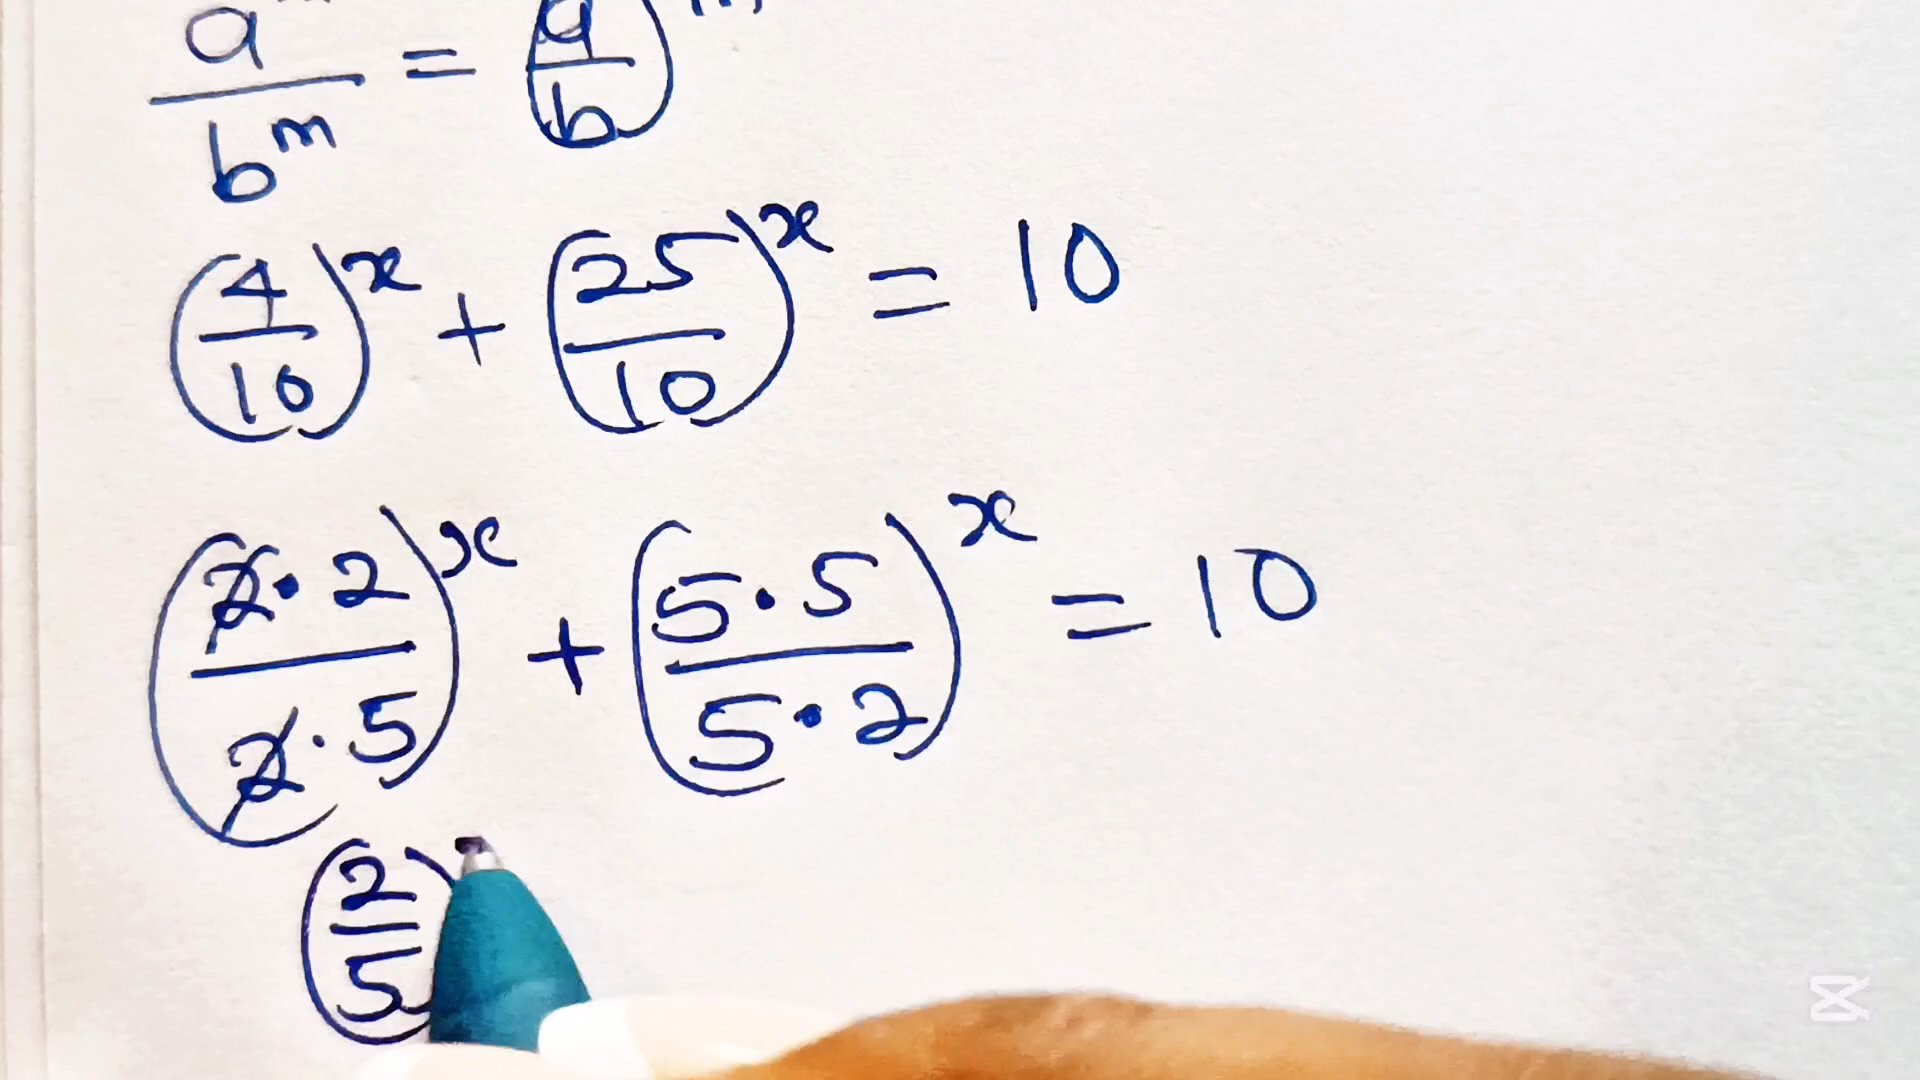 a^m/b^m = (a/b)^m
(4/10)^x + (25/10)^x = 10
(2·2/2·5)^x + (5·5/5·2)^x = 10
(2/5)